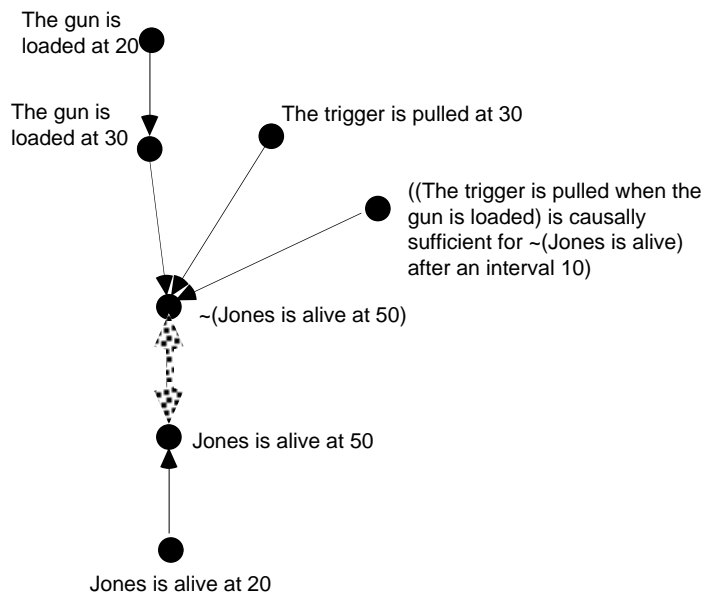 The gun is
loaded at 20
The gun is
loaded at 30
The trigger is pulled at 30
((The trigger is pulled when the
gun is loaded) is causally
sufficient for ~(Jones is alive)
after an interval 10)
~(Jones is alive at 50)
Jones is alive at 50
Jones is alive at 20